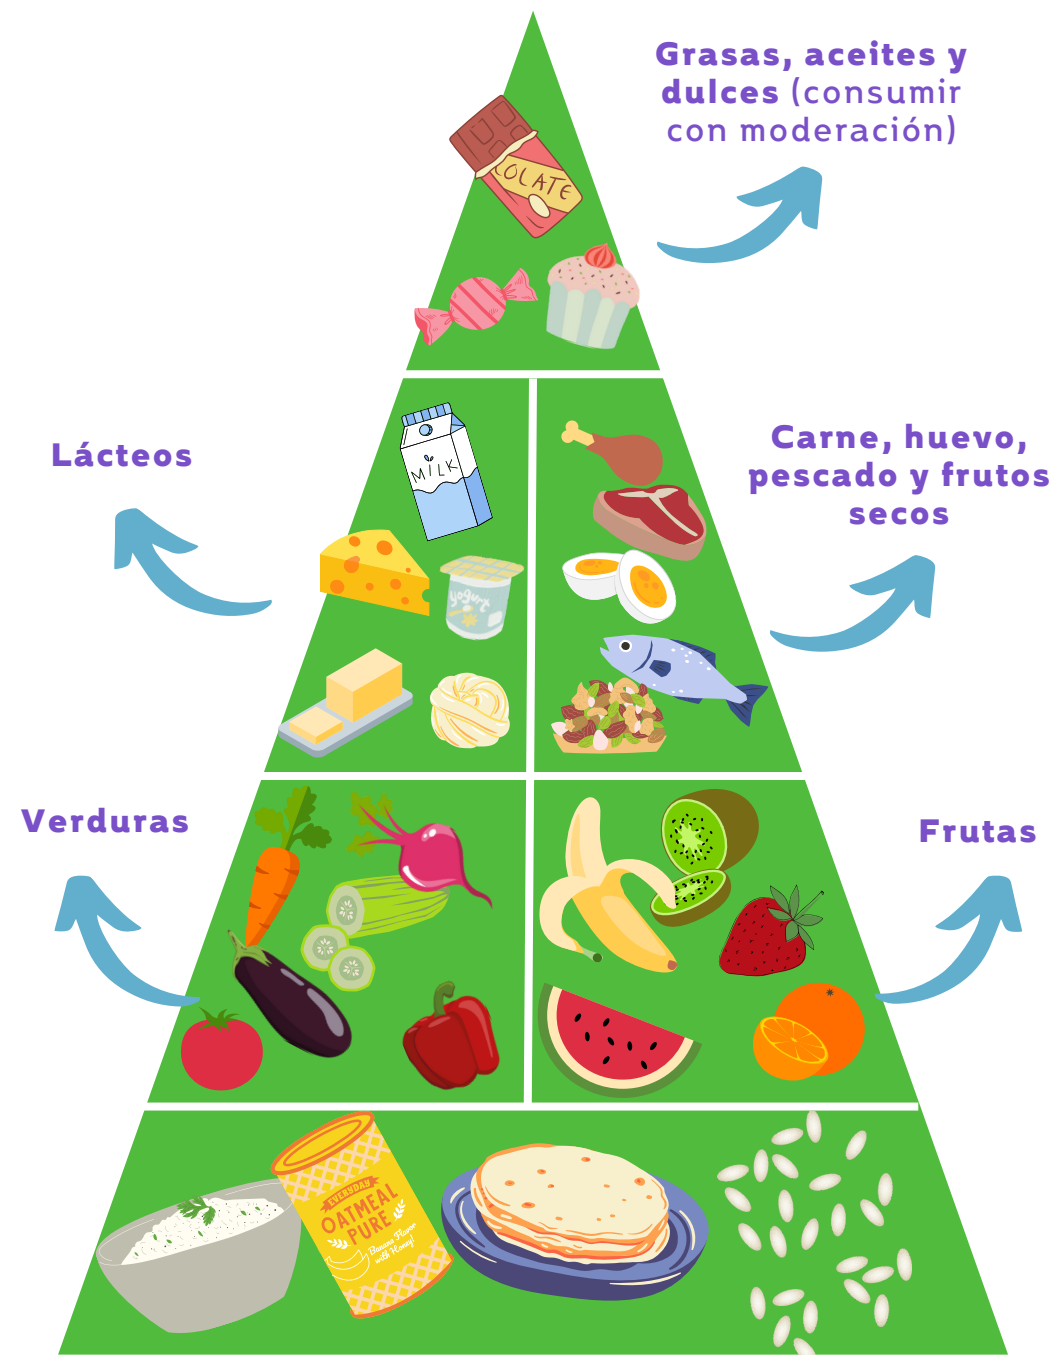 Grasas, aceites y
dulces (consumir
con moderación)
COLATE
Lácteos
MILK
yogurt
Carne, huevo,
pescado y frutos
secos
Verduras
Frutas
EVERYDAY
OATMEAL
PURE
Banana Flavor
with Honey!